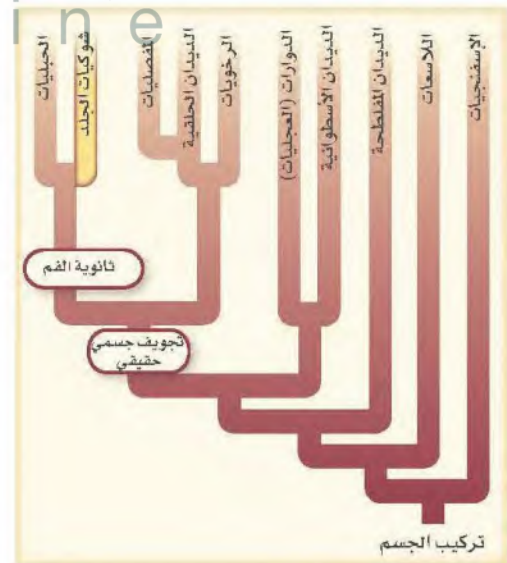 i n e
الإسفنجيات
اللاسعات
الديدان المفلطحة
الديدان الأسطوانية
الدوارات (العجليات)
الرخويات
الديدان الحلقية
المفصليات
شوكيات الجلد
الحبليات
ثانوية الفم
تجويف جسمي
حقيقي
تركيب الجسم